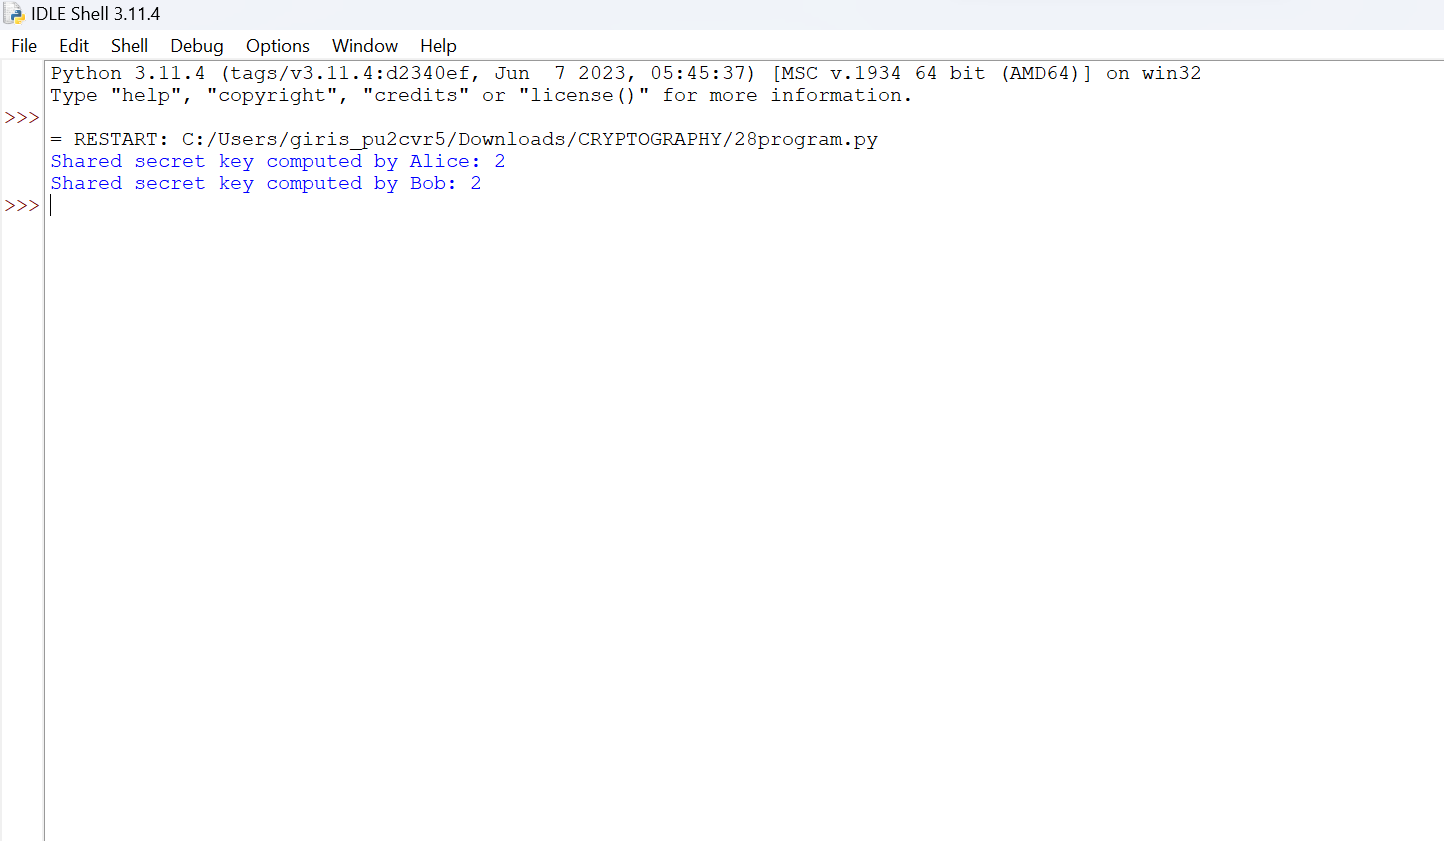 IDLE Shell 3.11.4
File Edit Shell Debug Options Window Help
Python 3.11.4 (tags/v3.11.4:d2340ef, Jun  7 2023, 05:45:37) [MSC v.1934 64 bit (AMD64)] on win32
Type "help", "copyright", "credits" or "license()" for more information.
>>>
= RESTART: C:/Users/giris_pu2cvr5/Downloads/CRYPTOGRAPHY/28program.py
Shared secret key computed by Alice: 2
Shared secret key computed by Bob: 2
>>>